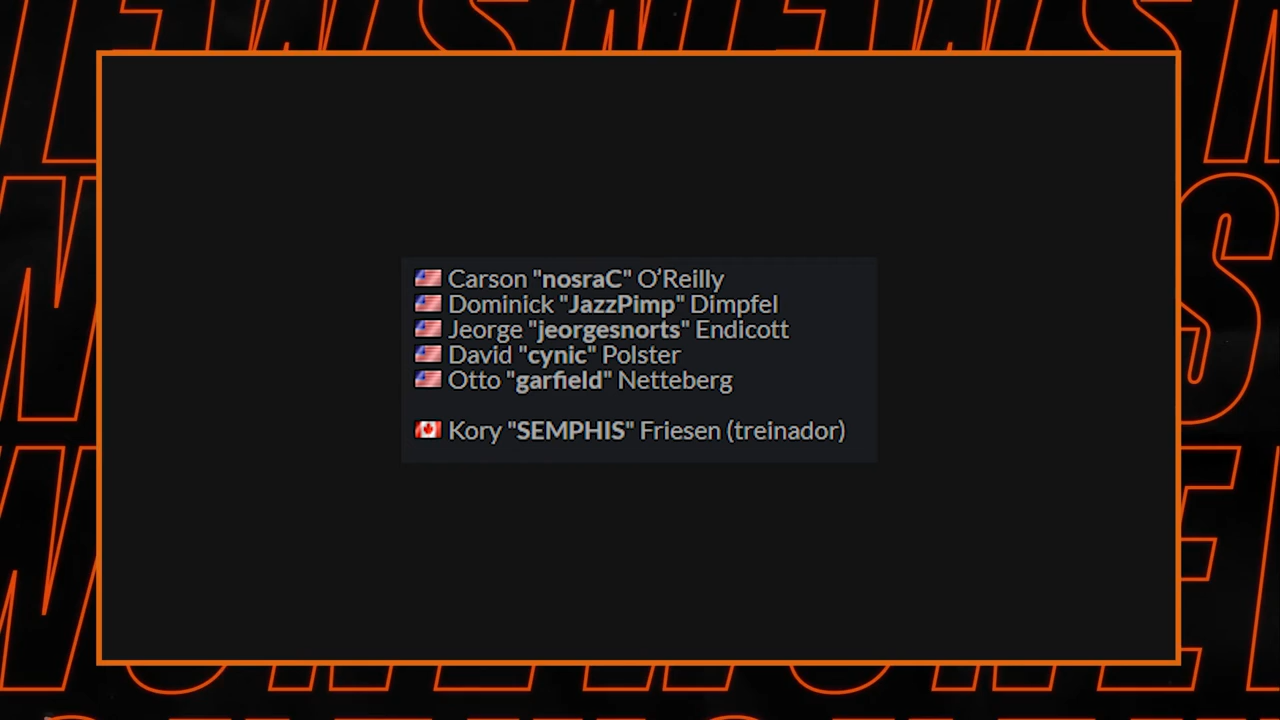 Carson "nosraC" O'Reilly
Dominick "JazzPimp" Dimpfel
Jeorge "jeorgesnorts" Endicott
David "cynic" Polster
Otto "garfield" Netteberg
Kory "SEMPHIS" Friesen (treinador)